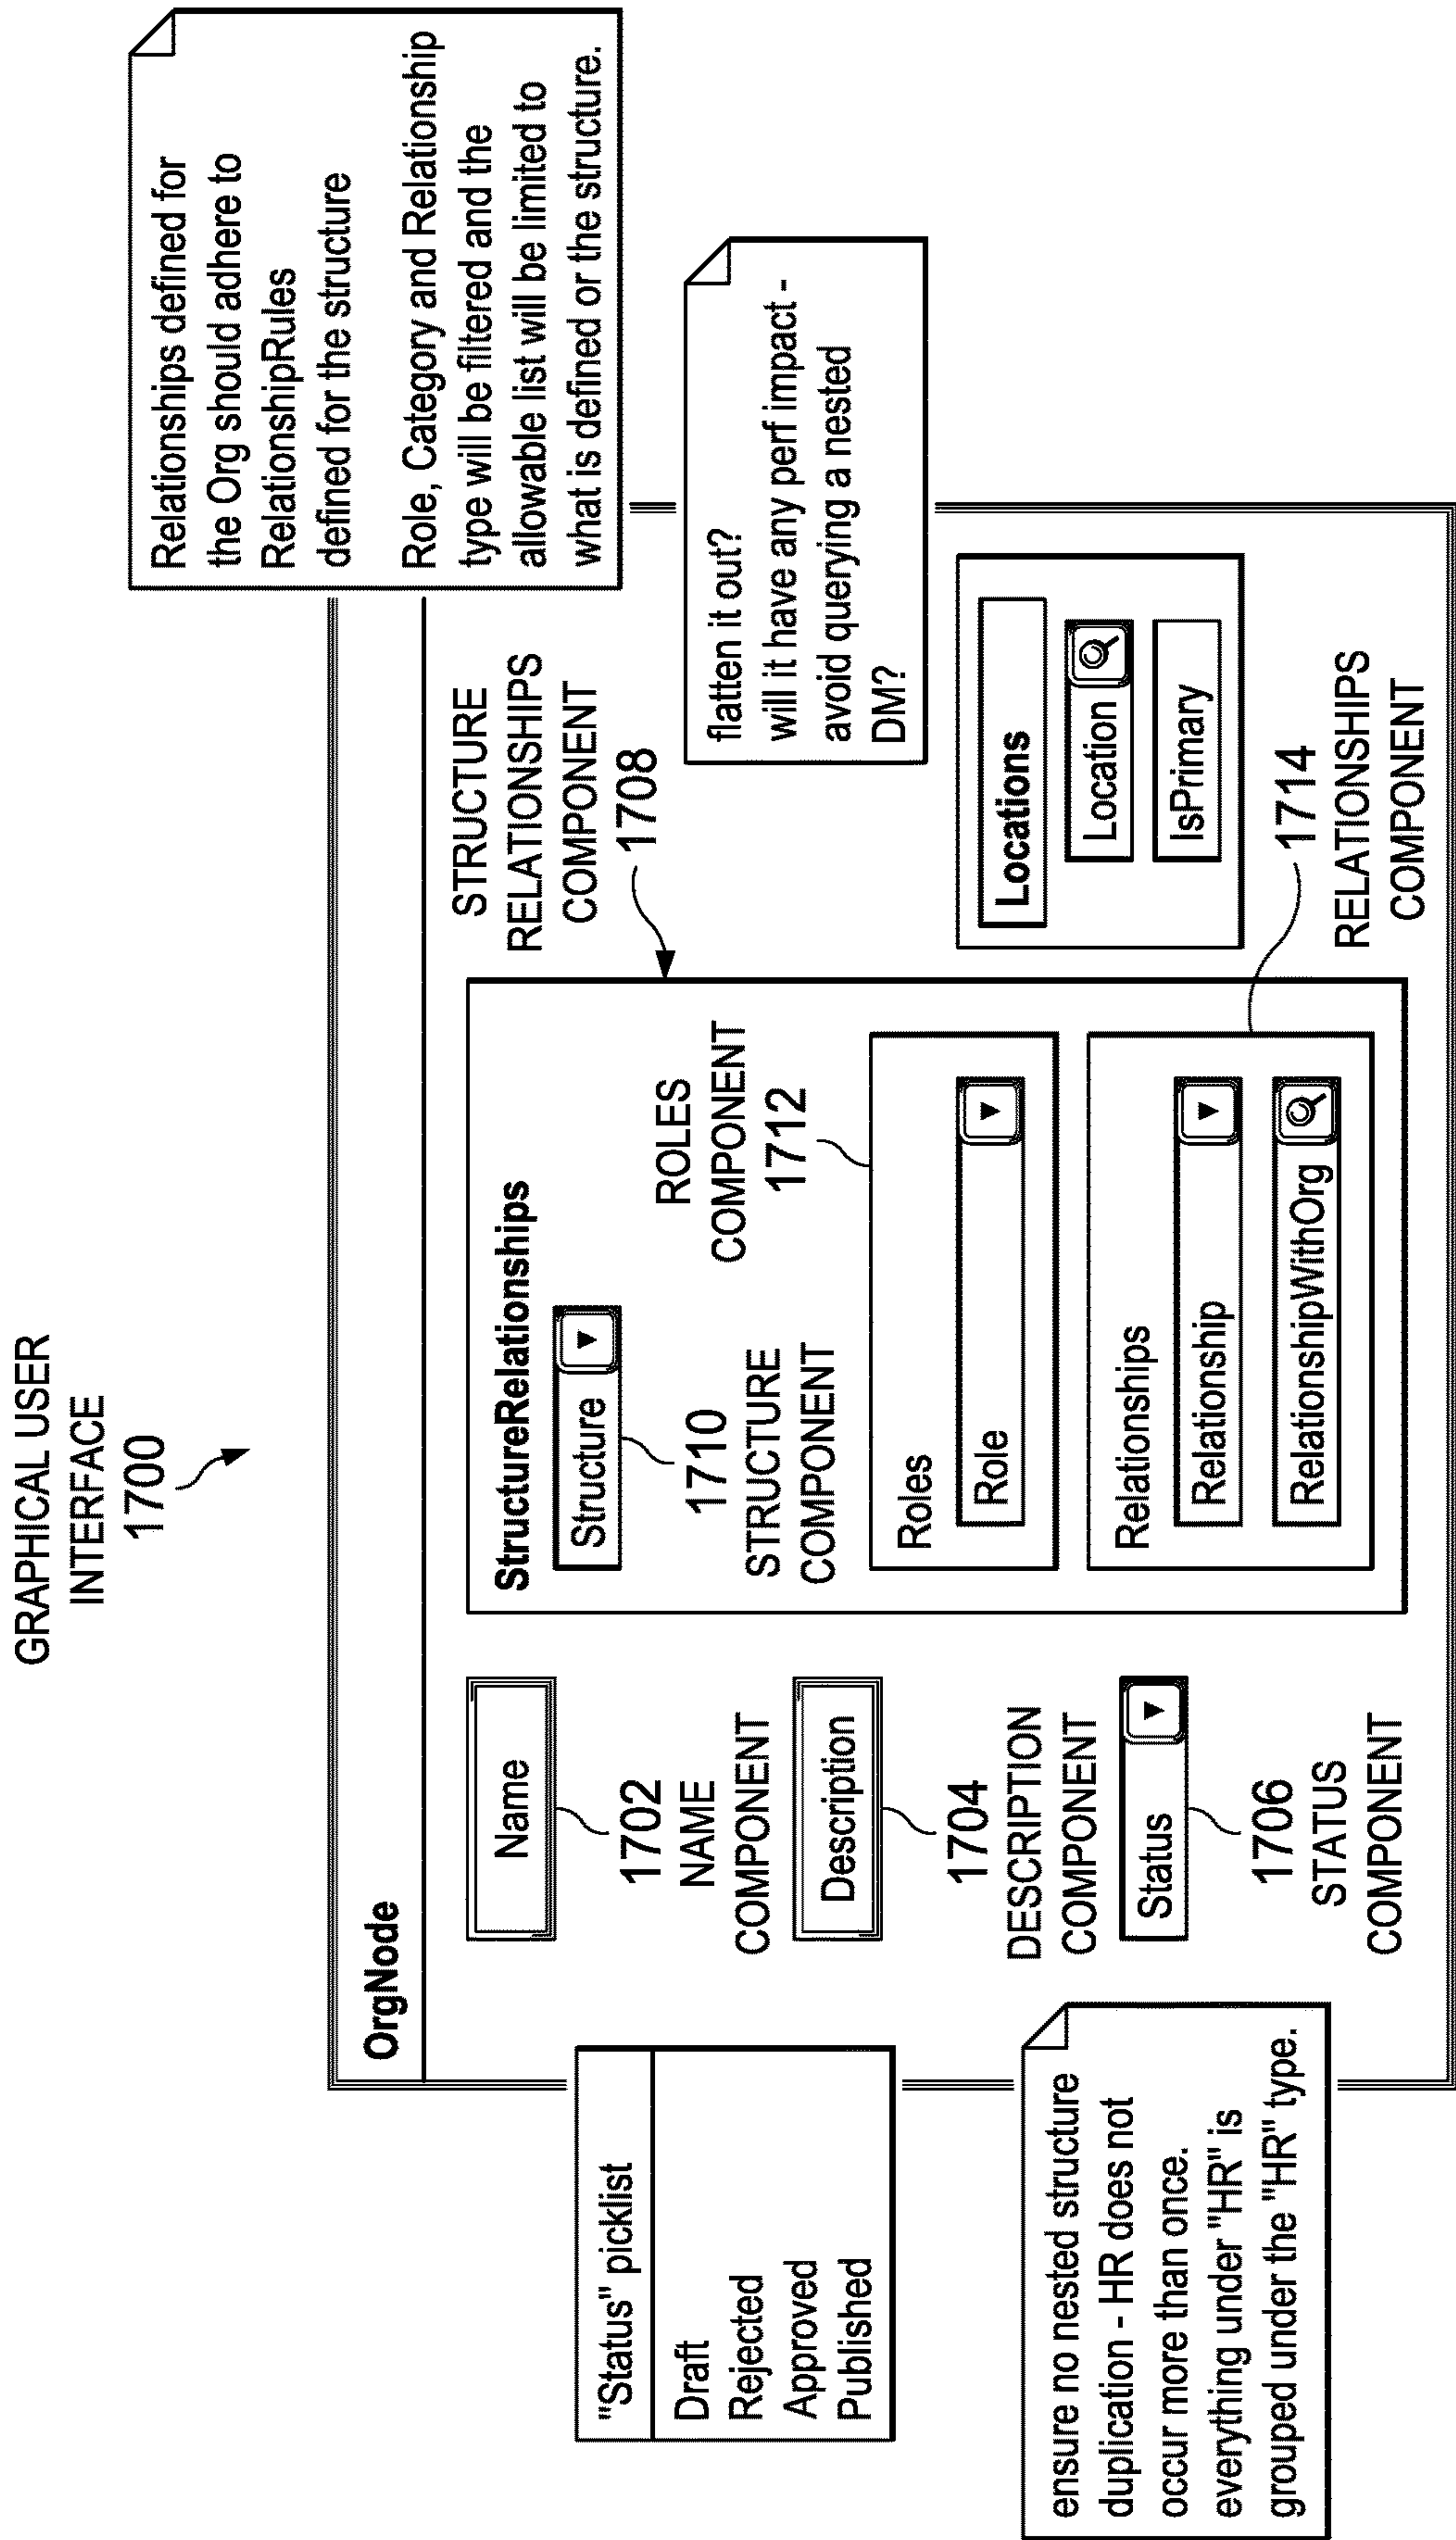 GRAPHICAL USER
INTERFACE
1700
OrgNode
"Status" picklist
Draft
Rejected
Approved
Published
ensure no nested structure
duplication - HR does not
occur more than once.
everything under "HR" is
grouped under the "HR" type.
Name
1702
NAME
COMPONENT
Description
1704
DESCRIPTION
COMPONENT
Status
1706
STATUS
COMPONENT
StructureRelationships
Structure
1710
STRUCTURE
COMPONENT
ROLES
COMPONENT
1712
Roles
Role
Relationships
Relationship
RelationshipWithOrg
STRUCTURE
RELATIONSHIPS
COMPONENT
1708
Locations
Location
IsPrimary
1714
RELATIONSHIPS
COMPONENT
Relationships defined for
the Org should adhere to
RelationshipRules
defined for the structure
Role, Category and Relationship
type will be filtered and the
allowable list will be limited to
what is defined or the structure.
flatten it out?
will it have any perf impact -
avoid querying a nested
DM?